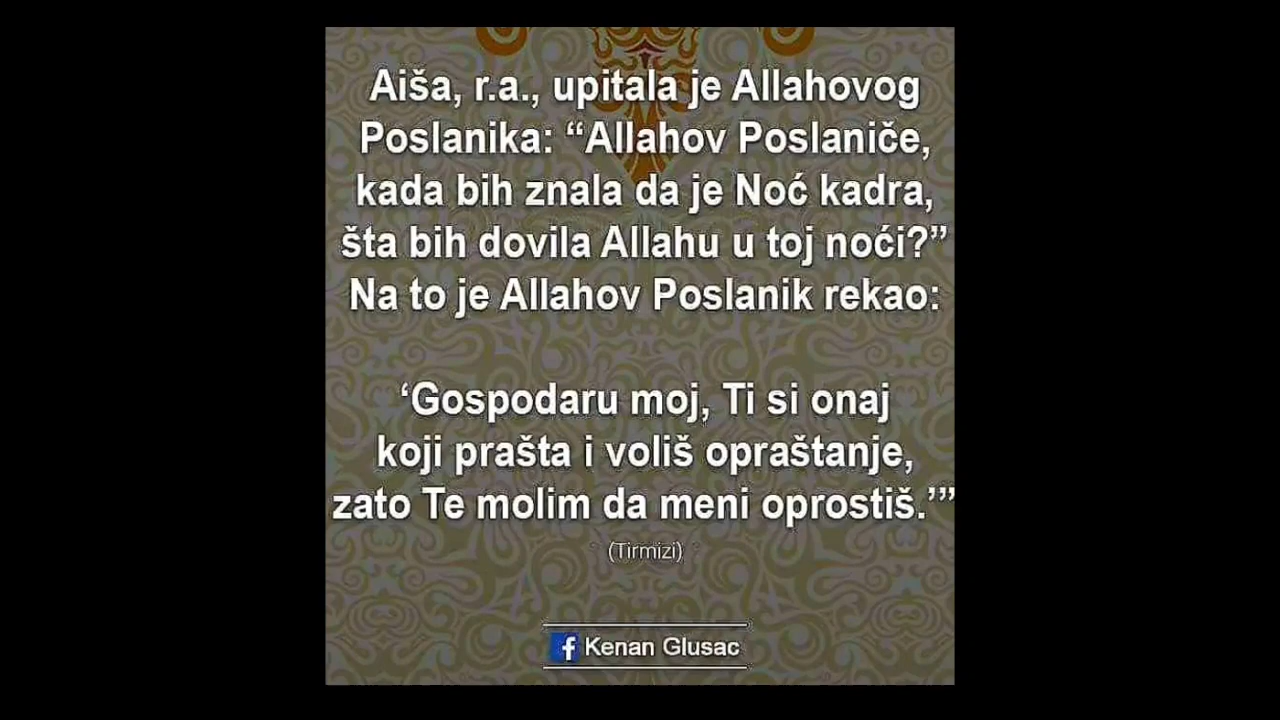 Aiša, r.a., upitala je Allahovog
Poslanika: “Allahov Poslaniče,
kada bih znala da je Noć kadra,
šta bih dovila Allahu u toj noći?”
Na to je Allahov Poslanik rekao:
‘Gospodaru moj, Ti si onaj
koji prašta i voliš opraštanje,
zato Te molim da meni oprostiš.’”
(Tirmizi)
f Kenan Glusac